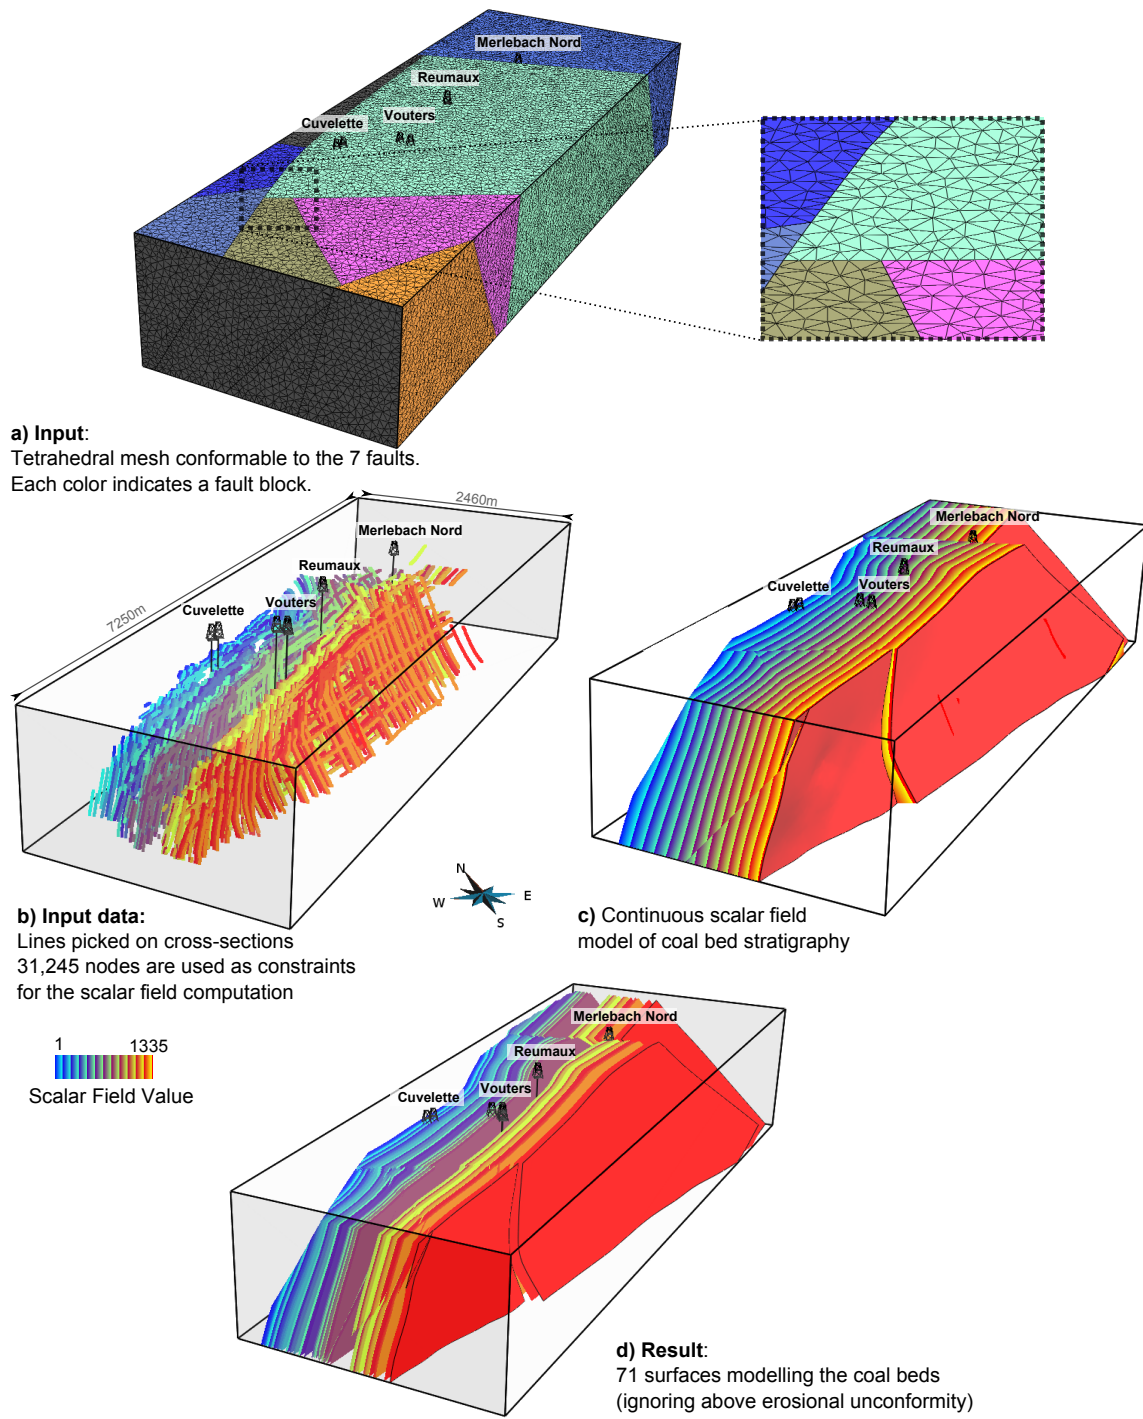 Merlebach Nord
Reumaux
Vouters
Cuvelette
a) Input:
Tetrahedral mesh conformable to the 7 faults.
Each color indicates a fault block.
2460m
7250m
Merlebach Nord
Reumaux
Vouters
Cuvelette
Merlebach Nord
Reumaux
Vouters
Cuvelette
N
W
E
S
b) Input data:
Lines picked on cross-sections
31,245 nodes are used as constraints
for the scalar field computation
c) Continuous scalar field
model of coal bed stratigraphy
1 1335
Scalar Field Value
Merlebach Nord
Reumaux
Vouters
Cuvelette
d) Result:
71 surfaces modelling the coal beds
(ignoring above erosional unconformity)